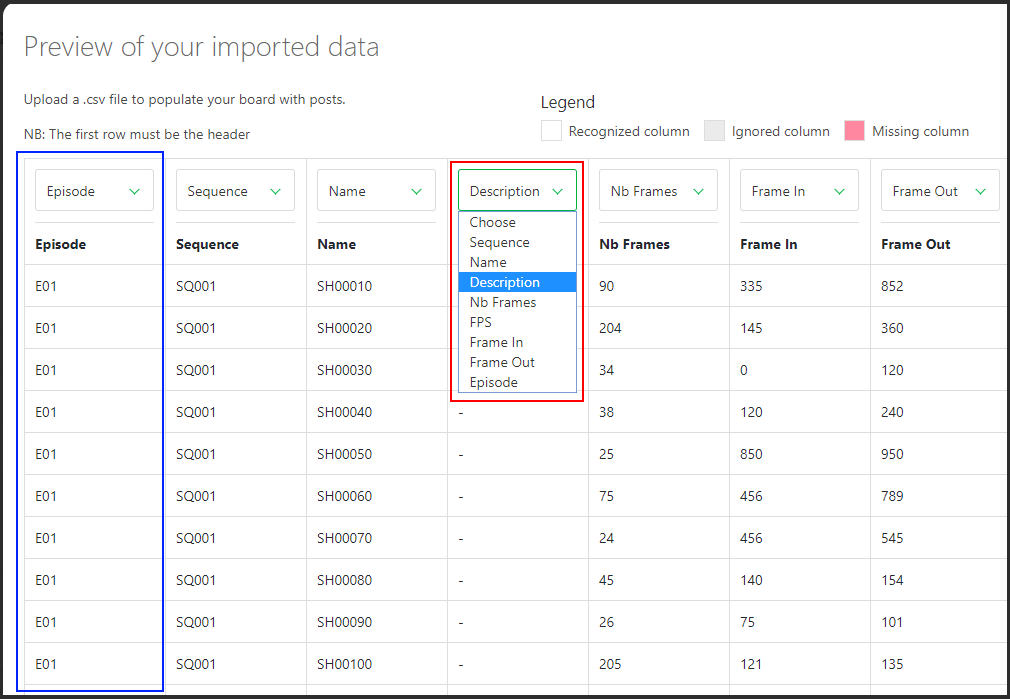 Preview of your imported data
Upload a .csv file to populate your board with posts.
Legend
NB: The first row must be the header
Recognized column Ignored column Missing column
Episode Sequence Name Description Nb Frames Frame In Frame Out
Choose
Sequence
Name
Description
Nb Frames
FPS
Frame In
Frame Out
Episode
Episode Sequence Name Nb Frames Frame In Frame Out
E01 SQ001 SH00010 90 335 852
E01 SQ001 SH00020 204 145 360
E01 SQ001 SH00030 34 0 120
E01 SQ001 SH00040 - 38 120 240
E01 SQ001 SH00050 - 25 850 950
E01 SQ001 SH00060 - 75 456 789
E01 SQ001 SH00070 - 24 456 545
E01 SQ001 SH00080 - 45 140 154
E01 SQ001 SH00090 - 26 75 101
E01 SQ001 SH00100 - 205 121 135